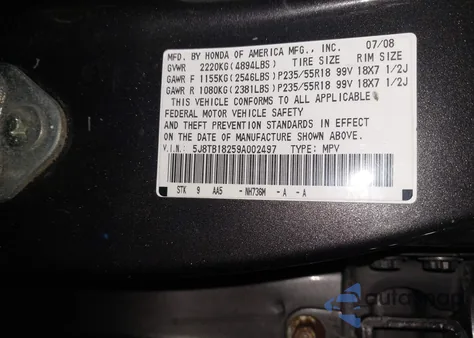 MFD. BY HONDA OF AMERICA MFG., INC. 07/08
GVWR 2220KG(4894LBS) TIRE SIZE RIM SIZE
GAWR F 1155KG(2546LBS) P235/55R18 99V 18X7 1/2J
GAWR R 1080KG(2381LBS) P235/55R18 99V 18X7 1/2J
THIS VEHICLE CONFORMS TO ALL APPLICABLE
FEDERAL MOTOR VEHICLE SAFETY
AND THEFT PREVENTION STANDARDS IN EFFECT
ON THE DATE OF MANUFACTURE SHOWN ABOVE.
V.I.N.: 5J8TB18259A002497 TYPE: MPV
STK 9 AA5 -NH736M -A -A